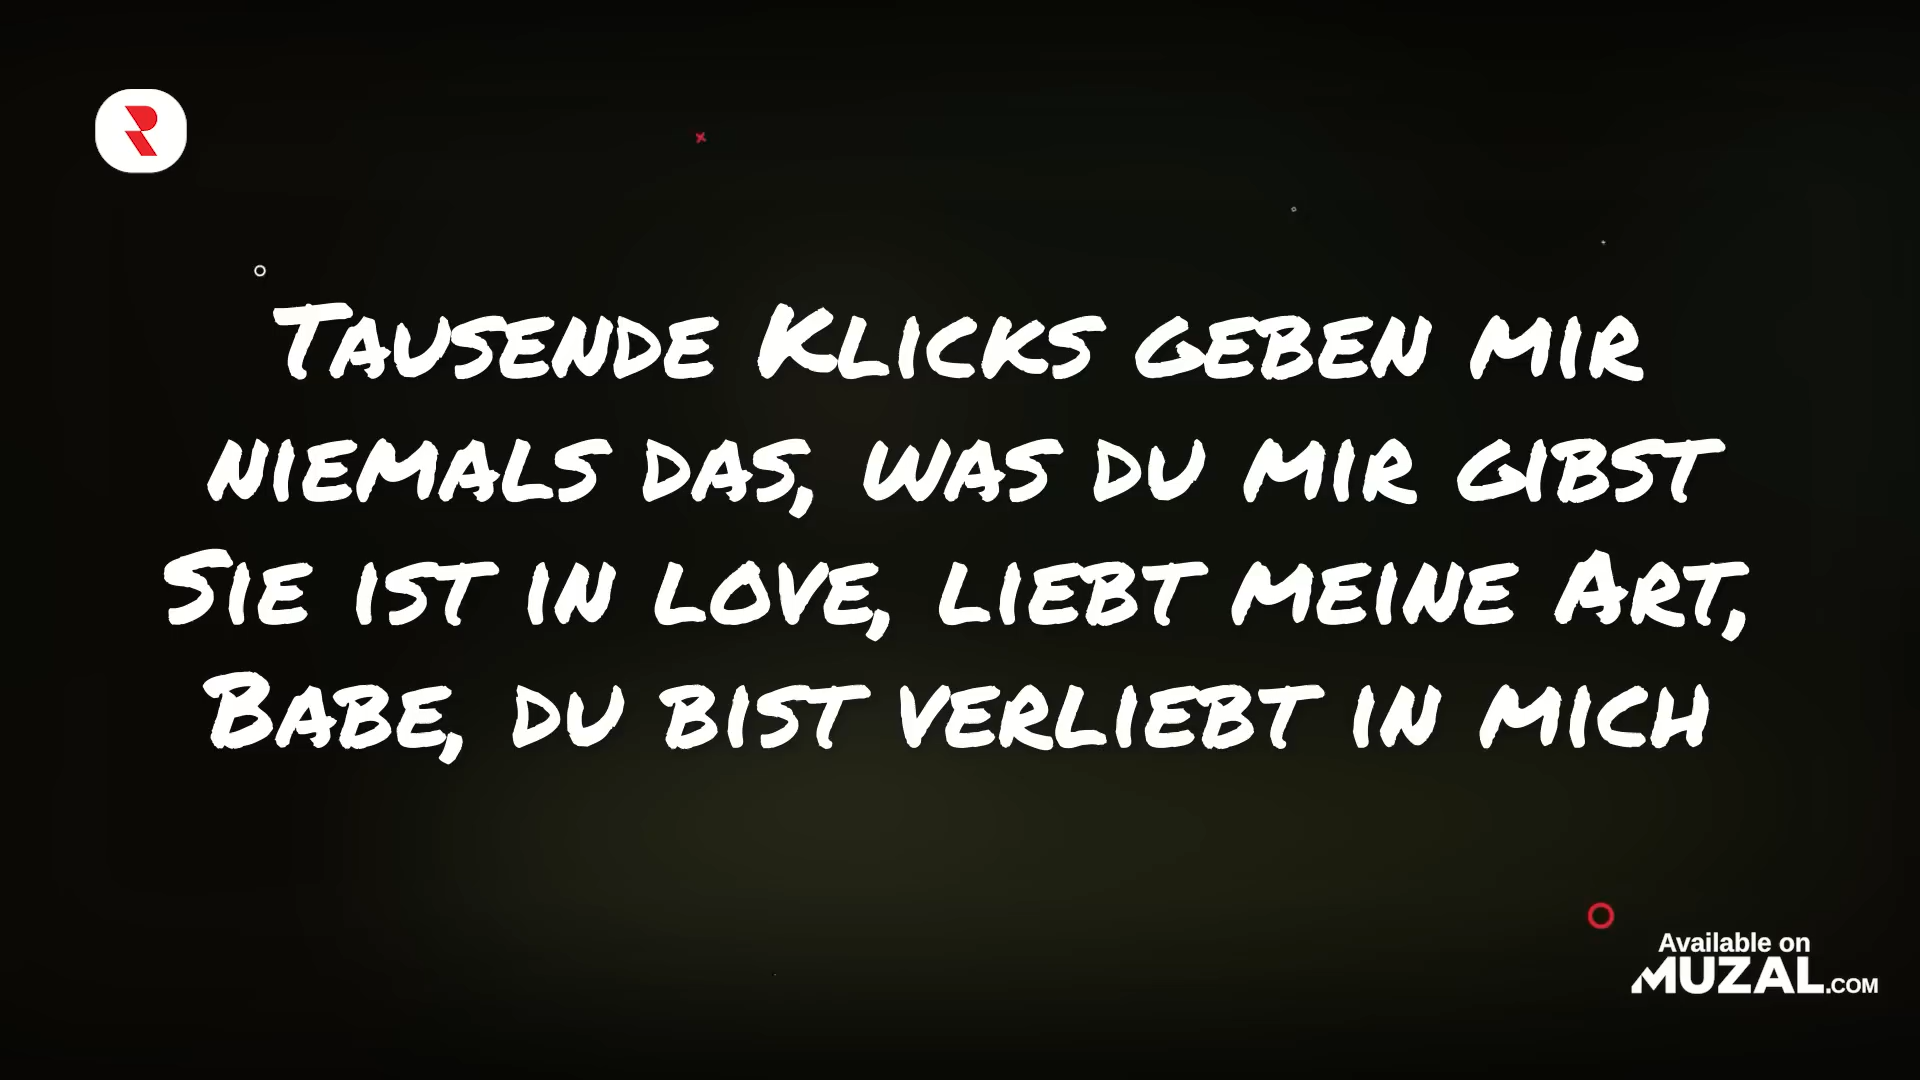 Tausende Klicks geben mir
niemals das, was du mir gibst
Sie ist in love, liebt meine Art,
Babe, du bist verliebt in mich
Available on
MUZAL.COM